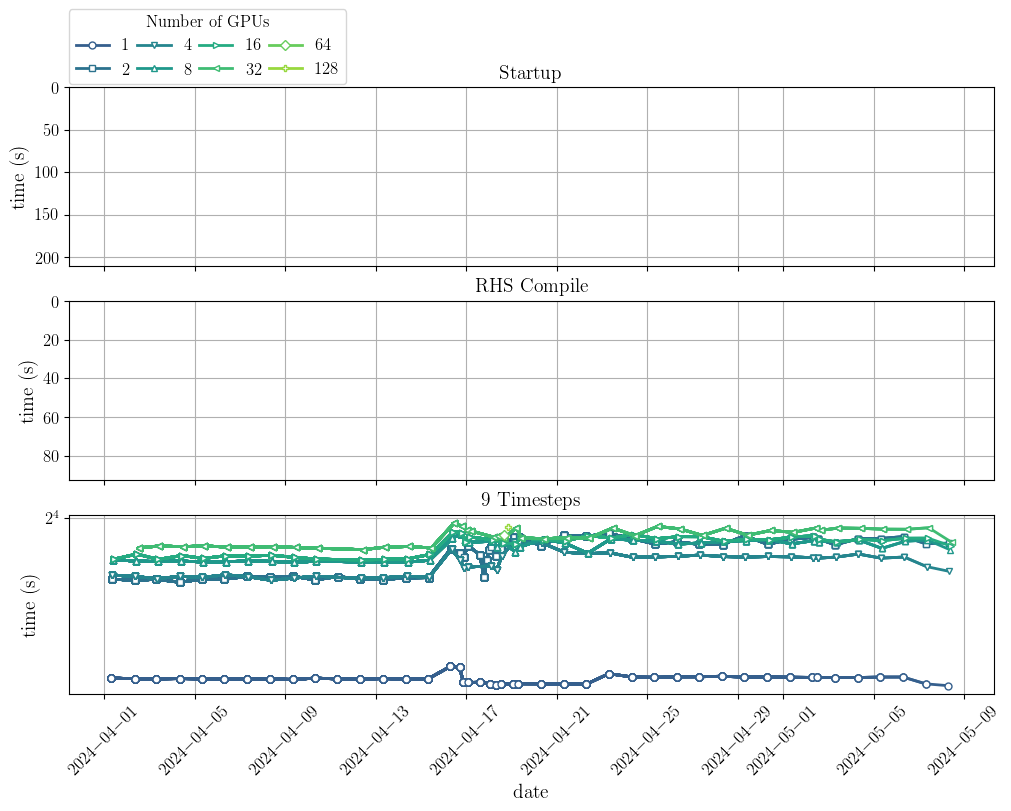 Number of GPUs
1 4 16 64
2 8 32 128
Startup
0
50
100
150
200
time (s)
RHS Compile
0
20
40
60
80
time (s)
9 Timesteps
2^4
time (s)
2024-04-01 2024-04-05 2024-04-09 2024-04-13 2024-04-17 2024-04-21 2024-04-25 2024-04-29 2024-05-01 2024-05-05 2024-05-09
date